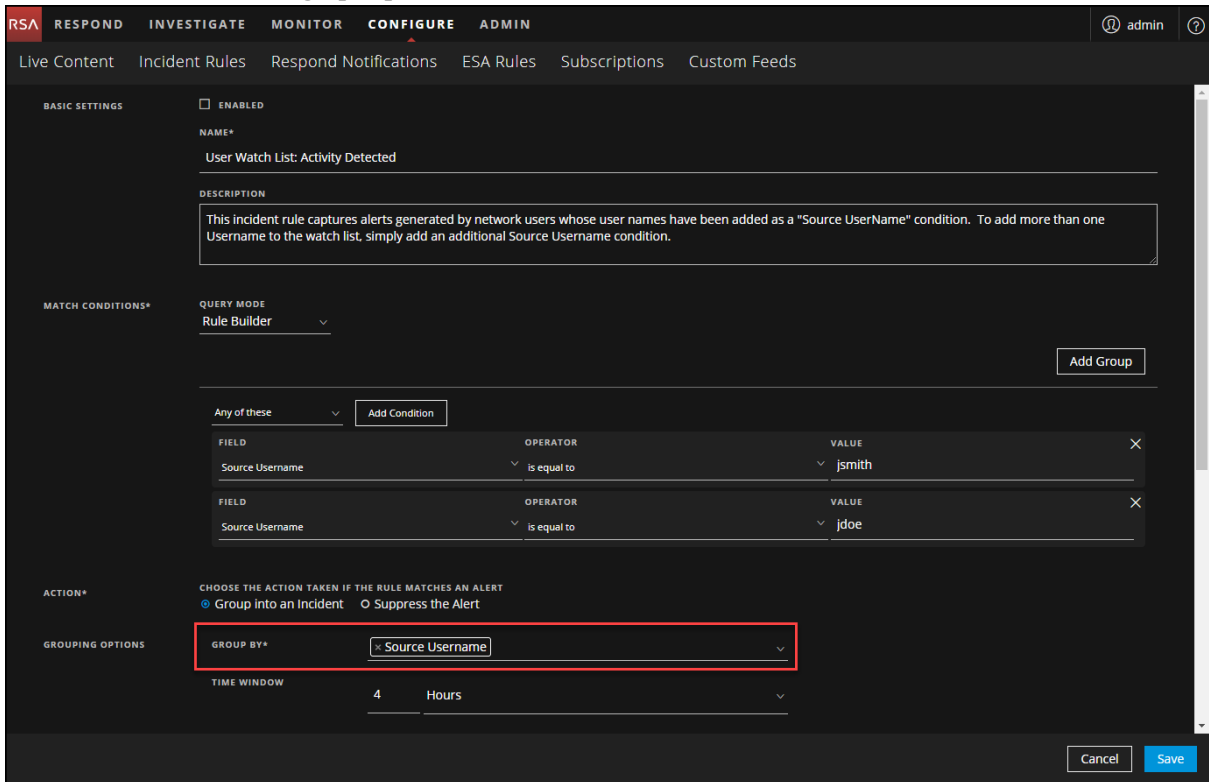 RSA RESPOND INVESTIGATE MONITOR CONFIGURE ADMIN admin ?
Live Content Incident Rules Respond Notifications ESA Rules Subscriptions Custom Feeds
BASIC SETTINGS ENABLED
NAME*
User Watch List: Activity Detected
DESCRIPTION
This incident rule captures alerts generated by network users whose user names have been added as a "Source UserName" condition. To add more than one
Username to the watch list, simply add an additional Source Username condition.
MATCH CONDITIONS* QUERY MODE
Rule Builder
Add Group
Any of these Add Condition
FIELD OPERATOR VALUE
Source Username is equal to jsmith
FIELD OPERATOR VALUE
Source Username is equal to jdoe
ACTION* CHOOSE THE ACTION TAKEN IF THE RULE MATCHES AN ALERT
Group into an Incident Suppress the Alert
GROUPING OPTIONS GROUP BY* × Source Username
TIME WINDOW 4 Hours
Cancel Save